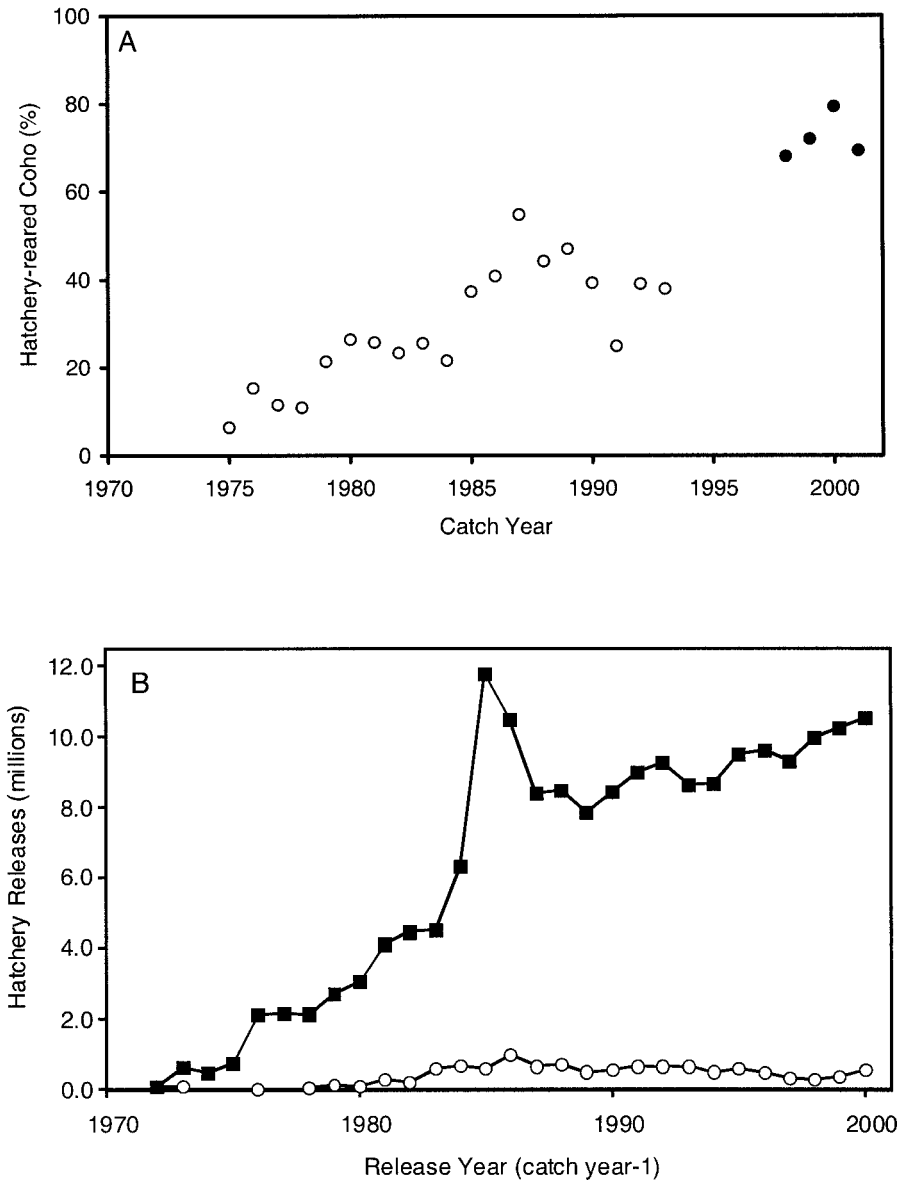 A
100
80
60
40
20
0
Hatchery-reared Coho (%)
1970 1975 1980 1985 1990 1995 2000
Catch Year
B
12.0
10.0
8.0
6.0
4.0
2.0
0.0
Hatchery Releases (millions)
1970 1980 1990 2000
Release Year (catch year-1)